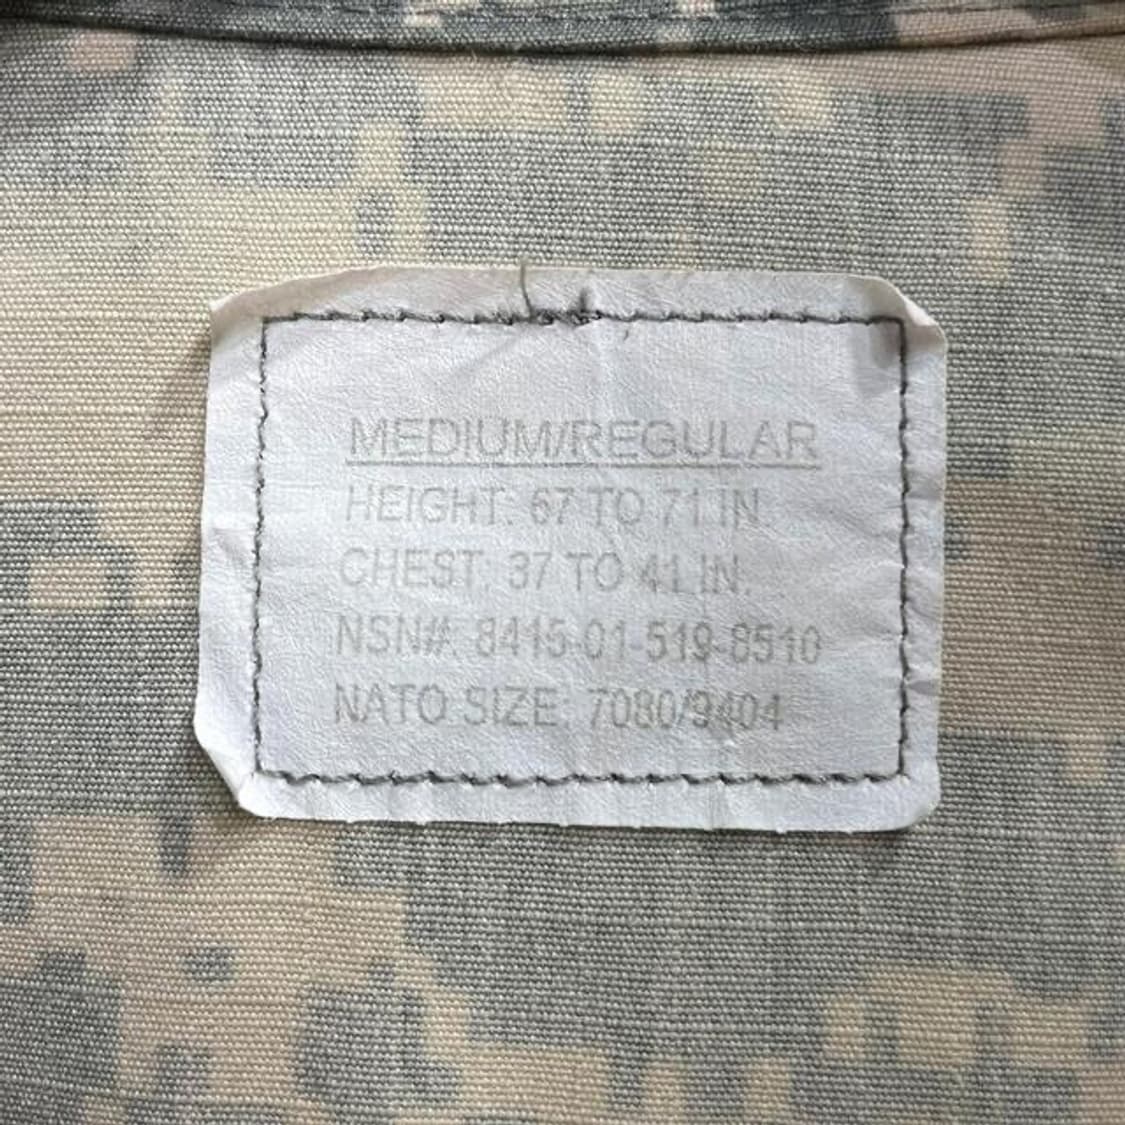 MEDIUM/REGULAR
HEIGHT: 67 TO 71 IN.
CHEST: 37 TO 41 IN.
NSN#: 8415-01-519-8510
NATO SIZE: 7080/9404